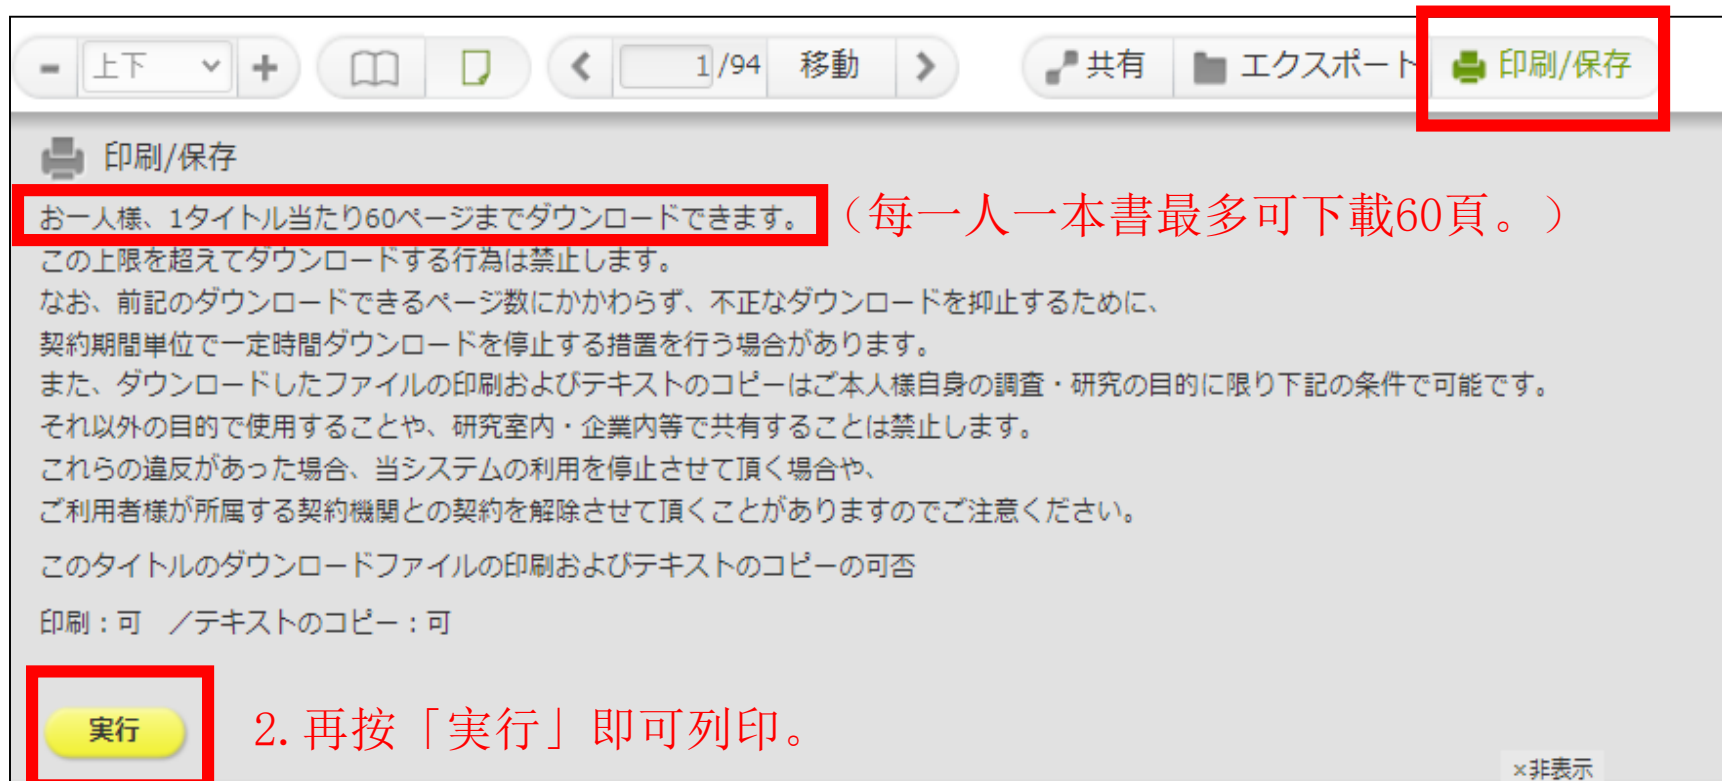 - 上下 + 1/94 移動 共有 エクスポート 印刷/保存
印刷/保存
お一人様、1タイトル当たり60ページまでダウンロードできます。 (每一人一本書最多可下載60頁。)
この上限を超えてダウンロードする行為は禁止します。
なお、前記のダウンロードできるページ数にかかわらず、不正なダウンロードを抑止するために、
契約期間単位で一定時間ダウンロードを停止する措置を行う場合があります。
また、ダウンロードしたファイルの印刷およびテキストのコピーはご本人様自身の調査・研究の目的に限り下記の条件で可能です。
それ以外の目的で使用することや、研究室内・企業内等で共有することは禁止します。
これらの違反があった場合、当システムの利用を停止させて頂く場合や、
ご利用者様が所属する契約機関との契約を解除させて頂くことがありますのでご注意ください。
このタイトルのダウンロードファイルの印刷およびテキストのコピーの可否
印刷：可　／テキストのコピー：可
実行 2.再按「実行」即可列印。
×非表示